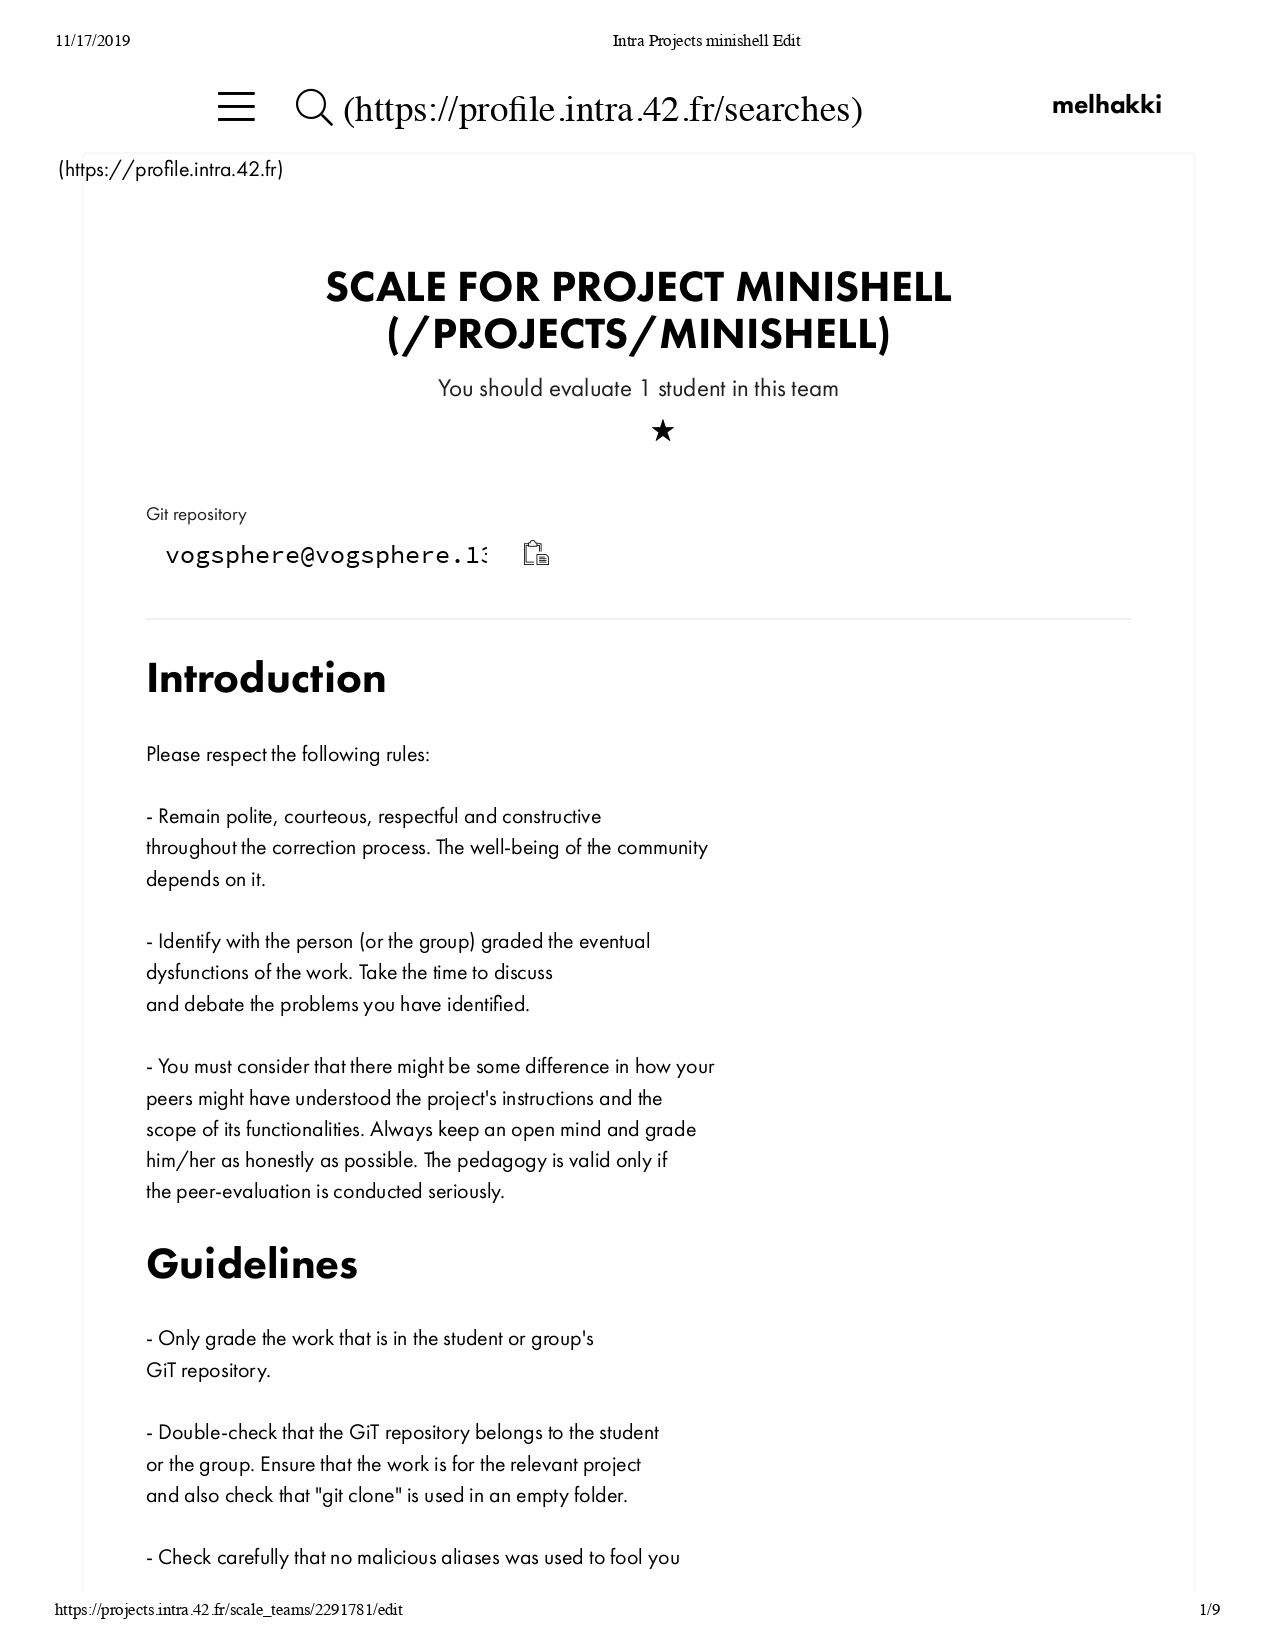 11/17/2019 Intra Projects minishell Edit
(https://profile.intra.42.fr/searches) melhakki
(https://profile.intra.42.fr)
SCALE FOR PROJECT MINISHELL
(/PROJECTS/MINISHELL)
You should evaluate 1 student in this team
Git repository
vogsphere@vogsphere.13
Introduction
Please respect the following rules:
- Remain polite, courteous, respectful and constructive
throughout the correction process. The well-being of the community
depends on it.
- Identify with the person (or the group) graded the eventual
dysfunctions of the work. Take the time to discuss
and debate the problems you have identified.
- You must consider that there might be some difference in how your
peers might have understood the project's instructions and the
scope of its functionalities. Always keep an open mind and grade
him/her as honestly as possible. The pedagogy is valid only if
the peer-evaluation is conducted seriously.
Guidelines
- Only grade the work that is in the student or group's
GiT repository.
- Double-check that the GiT repository belongs to the student
or the group. Ensure that the work is for the relevant project
and also check that "git clone" is used in an empty folder.
- Check carefully that no malicious aliases was used to fool you
https://projects.intra.42.fr/scale_teams/2291781/edit 1/9